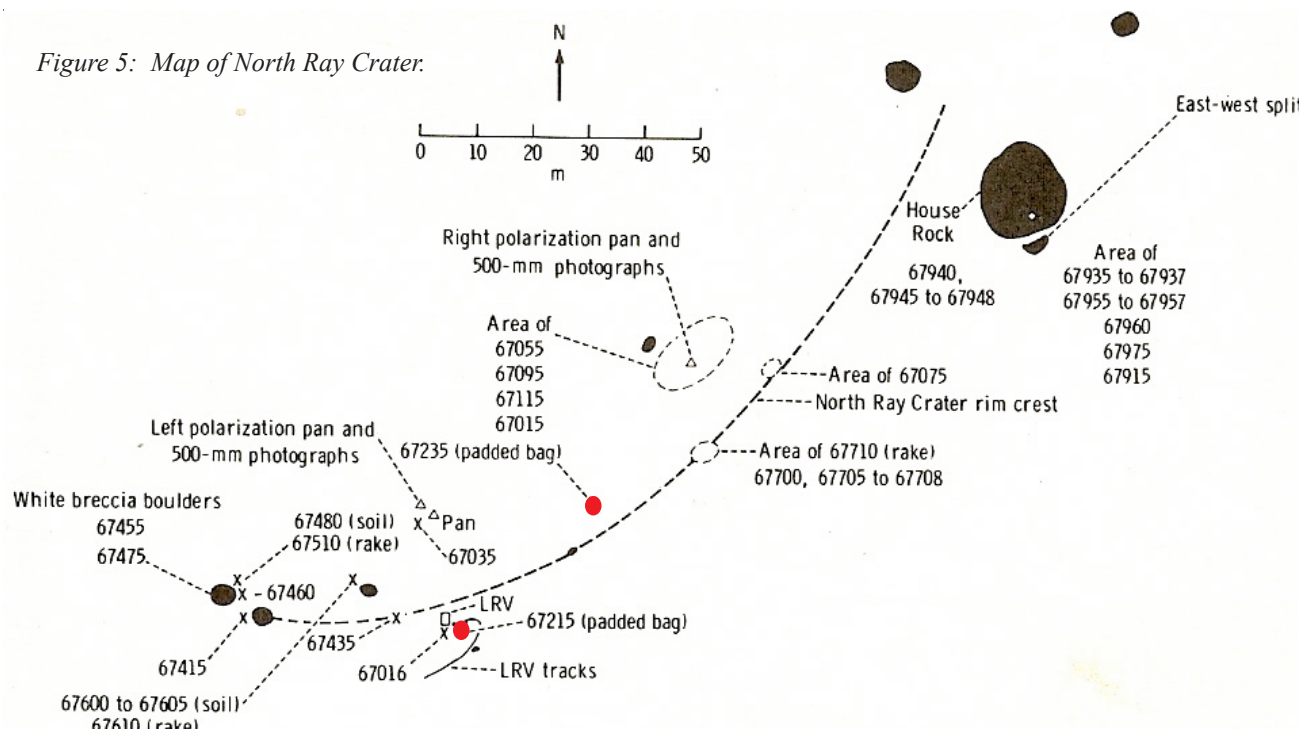 Figure 5: Map of North Ray Crater.
N
0 10 20 30 40 50
m
East-west split
House
Rock
67940,
67945 to 67948
Area of
67935 to 67937
67955 to 67957
67960
67975
67915
Right polarization pan and
500-mm photographs
Area of
67055
67095
67115
67015
67235 (padded bag)
Area of 67075
North Ray Crater rim crest
Area of 67710 (rake)
67700, 67705 to 67708
Left polarization pan and
500-mm photographs
White breccia boulders
67455
67475
67480 (soil)
67510 (rake)
x
Pan
67035
x
x
x - 67460
x
67415
x
67435
LRV
x
67016
67215 (padded bag)
LRV tracks
67600 to 67605 (soil)
67610 (rake)